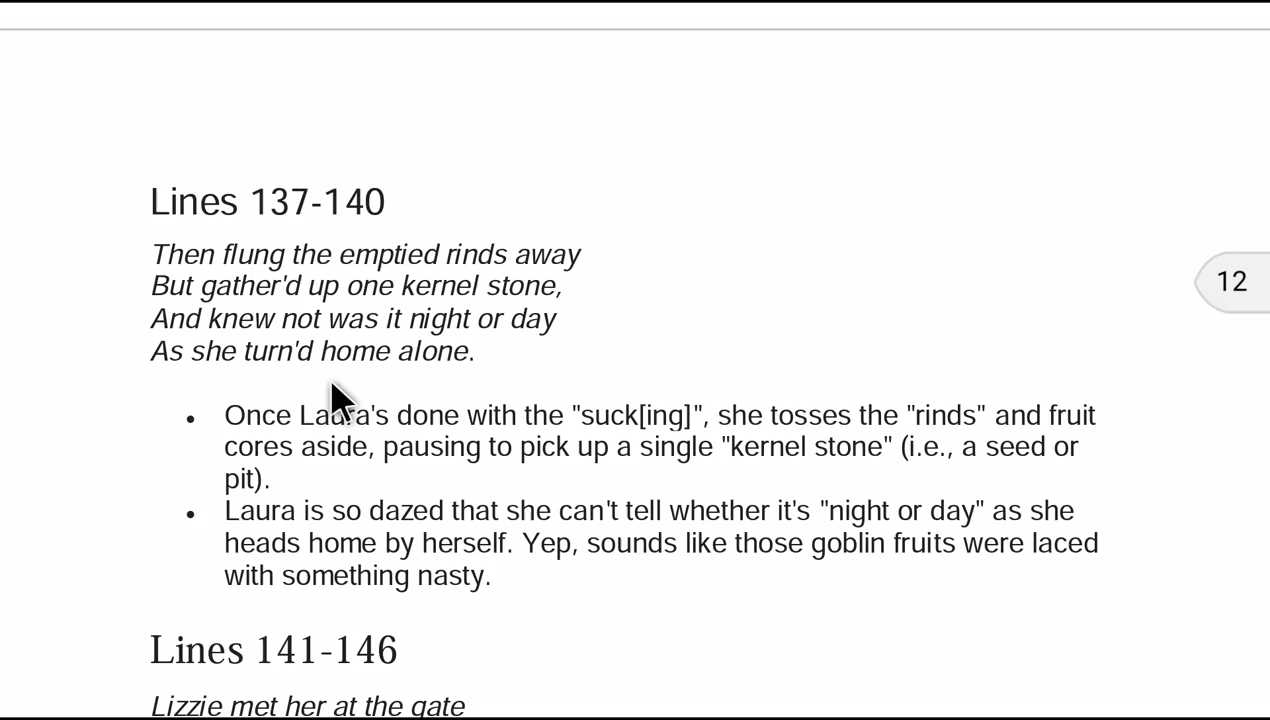 Lines 137-140
12
Then flung the emptied rinds away
But gather'd up one kernel stone,
And knew not was it night or day
As she turn'd home alone.
• Once Laura's done with the "suck[ing]", she tosses the "rinds" and fruit
cores aside, pausing to pick up a single "kernel stone" (i.e., a seed or
pit).
• Laura is so dazed that she can't tell whether it's "night or day" as she
heads home by herself. Yep, sounds like those goblin fruits were laced
with something nasty.
Lines 141-146
Lizzie met her at the gate